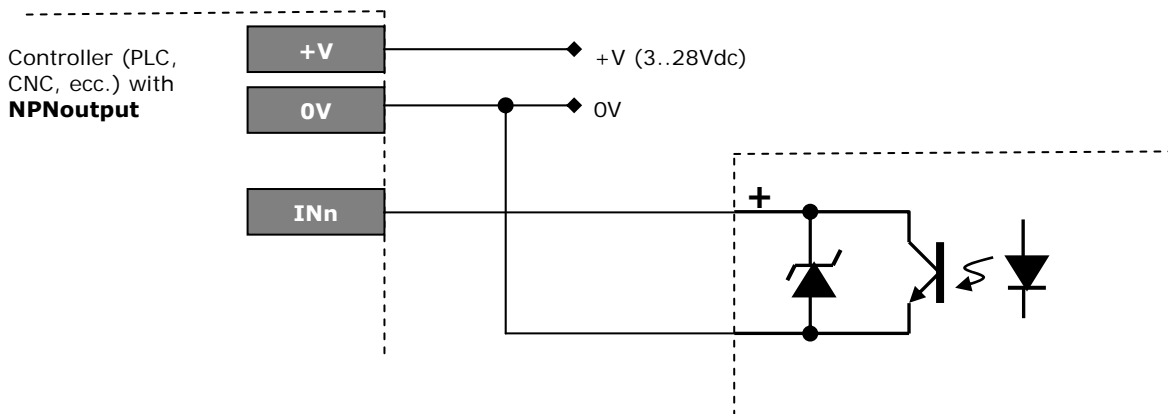 Controller (PLC,
CNC, ecc.) with
NPNoutput
+V
+V (3..28Vdc)
0V
0V
INn
+